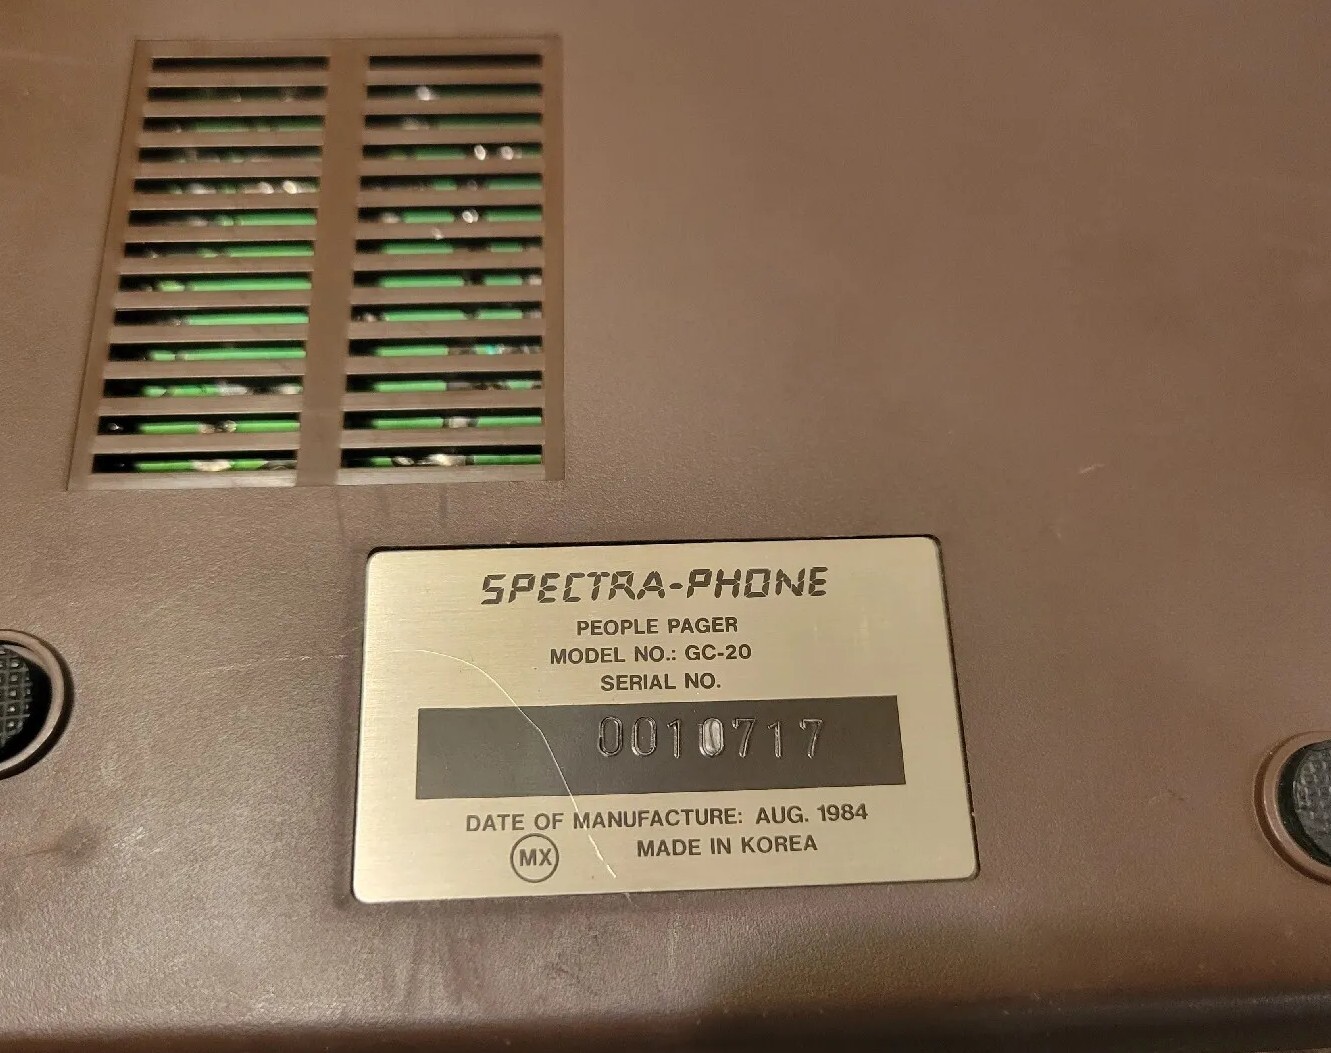 SPECTRA-PHONE
PEOPLE PAGER
MODEL NO.: GC-20
SERIAL NO.
0010717
DATE OF MANUFACTURE: AUG. 1984
MX MADE IN KOREA